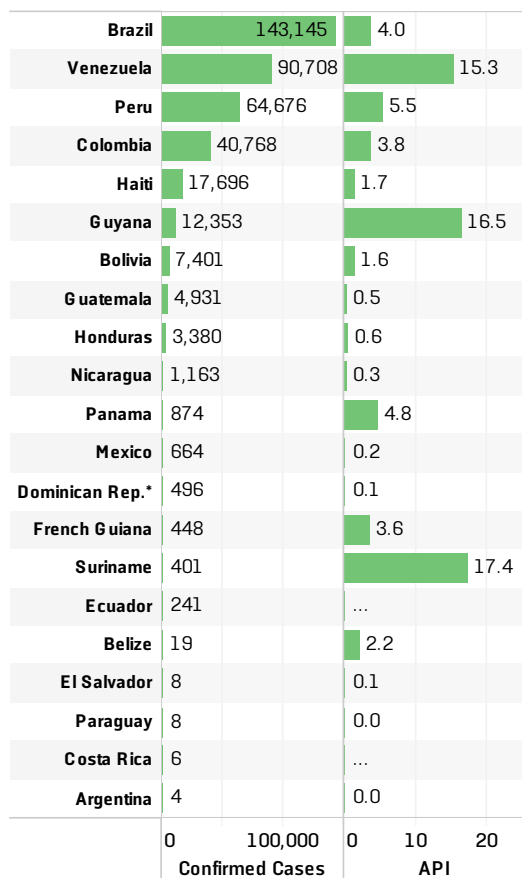 Brazil 143,145 4.0
Venezuela 90,708 15.3
Peru 64,676 5.5
Colombia 40,768 3.8
Haiti 17,696 1.7
Guyana 12,353 16.5
Bolivia 7,401 1.6
Guatemala 4,931 0.5
Honduras 3,380 0.6
Nicaragua 1,163 0.3
Panama 874 4.8
Mexico 664 0.2
Dominican Rep.* 496 0.1
French Guiana 448 3.6
Suriname 401 17.4
Ecuador 241 ...
Belize 19 2.2
El Salvador 8 0.1
Paraguay 8 0.0
Costa Rica 6 ...
Argentina 4 0.0
0 100,000 0 10 20
Confirmed Cases API